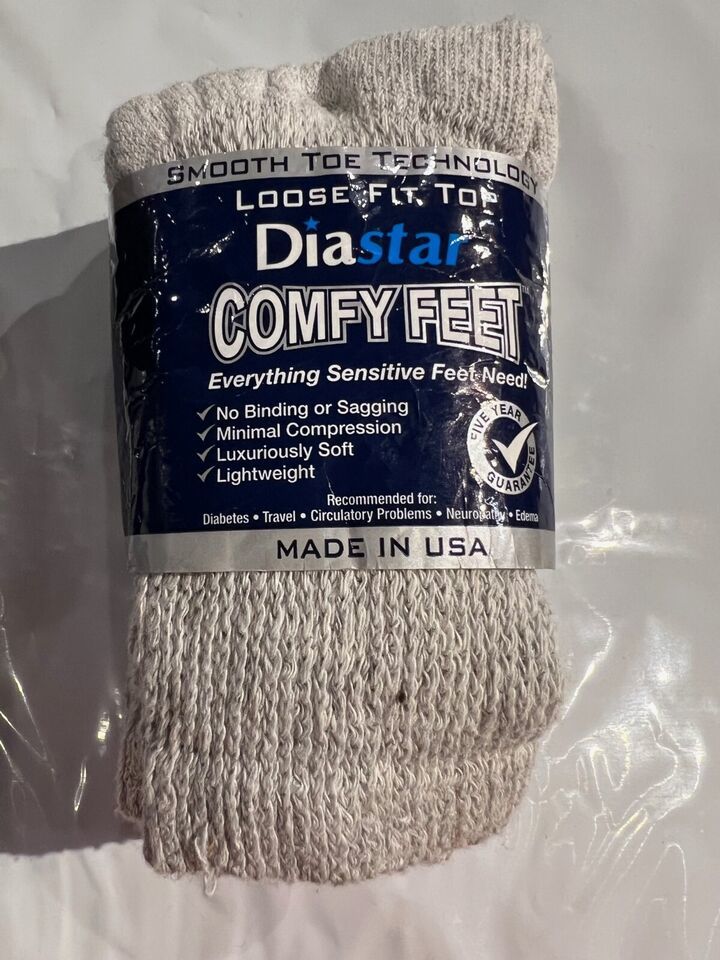 SMOOTH TOE TECHNOLOGY
LOOSE FIT TOP
Diastar
COMFY FEET™
Everything Sensitive Feet Need!
✓ No Binding or Sagging
✓ Minimal Compression
✓ Luxuriously Soft
✓ Lightweight
FIVE YEAR
GUARANTEE
Recommended for:
Diabetes • Travel • Circulatory Problems • Neuropathy • Edema
MADE IN USA